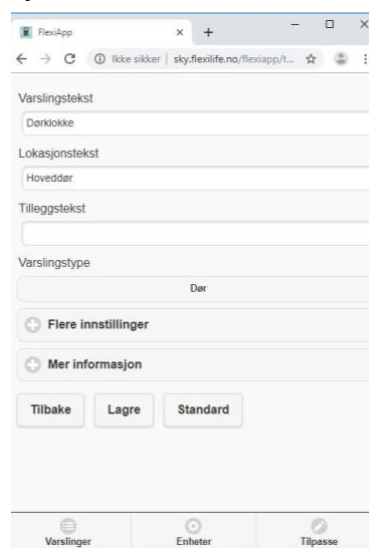 FlexiApp
Ikke sikker | sky.flexilife.no/flexiapp/t...
Varslingstekst
Dørklokke
Lokasjonstekst
Hoveddør
Tilleggstekst
Varslingstype
Dør
Flere innstillinger
Mer informasjon
Tilbake Lagre Standard
Varslinger Enheter Tilpasse